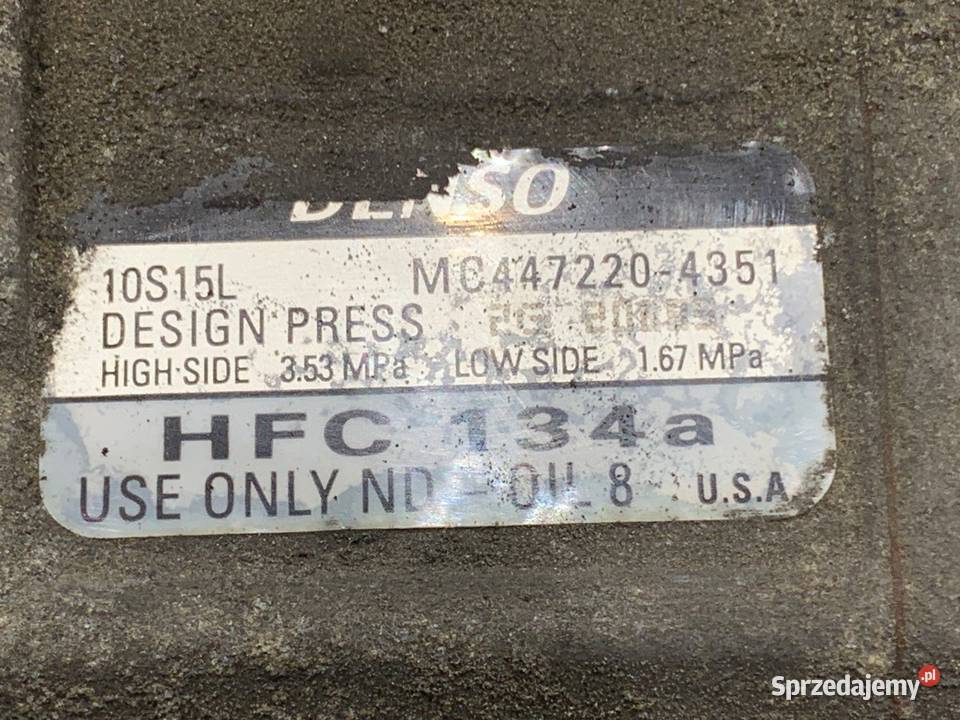 DENSO
10S15L MC447220-4351
DESIGN PRESS
HIGH SIDE 3.53 MPa LOW SIDE 1.67 MPa
HFC 134a
USE ONLY ND-OIL 8 U.S.A
Sprzedajemy.pl